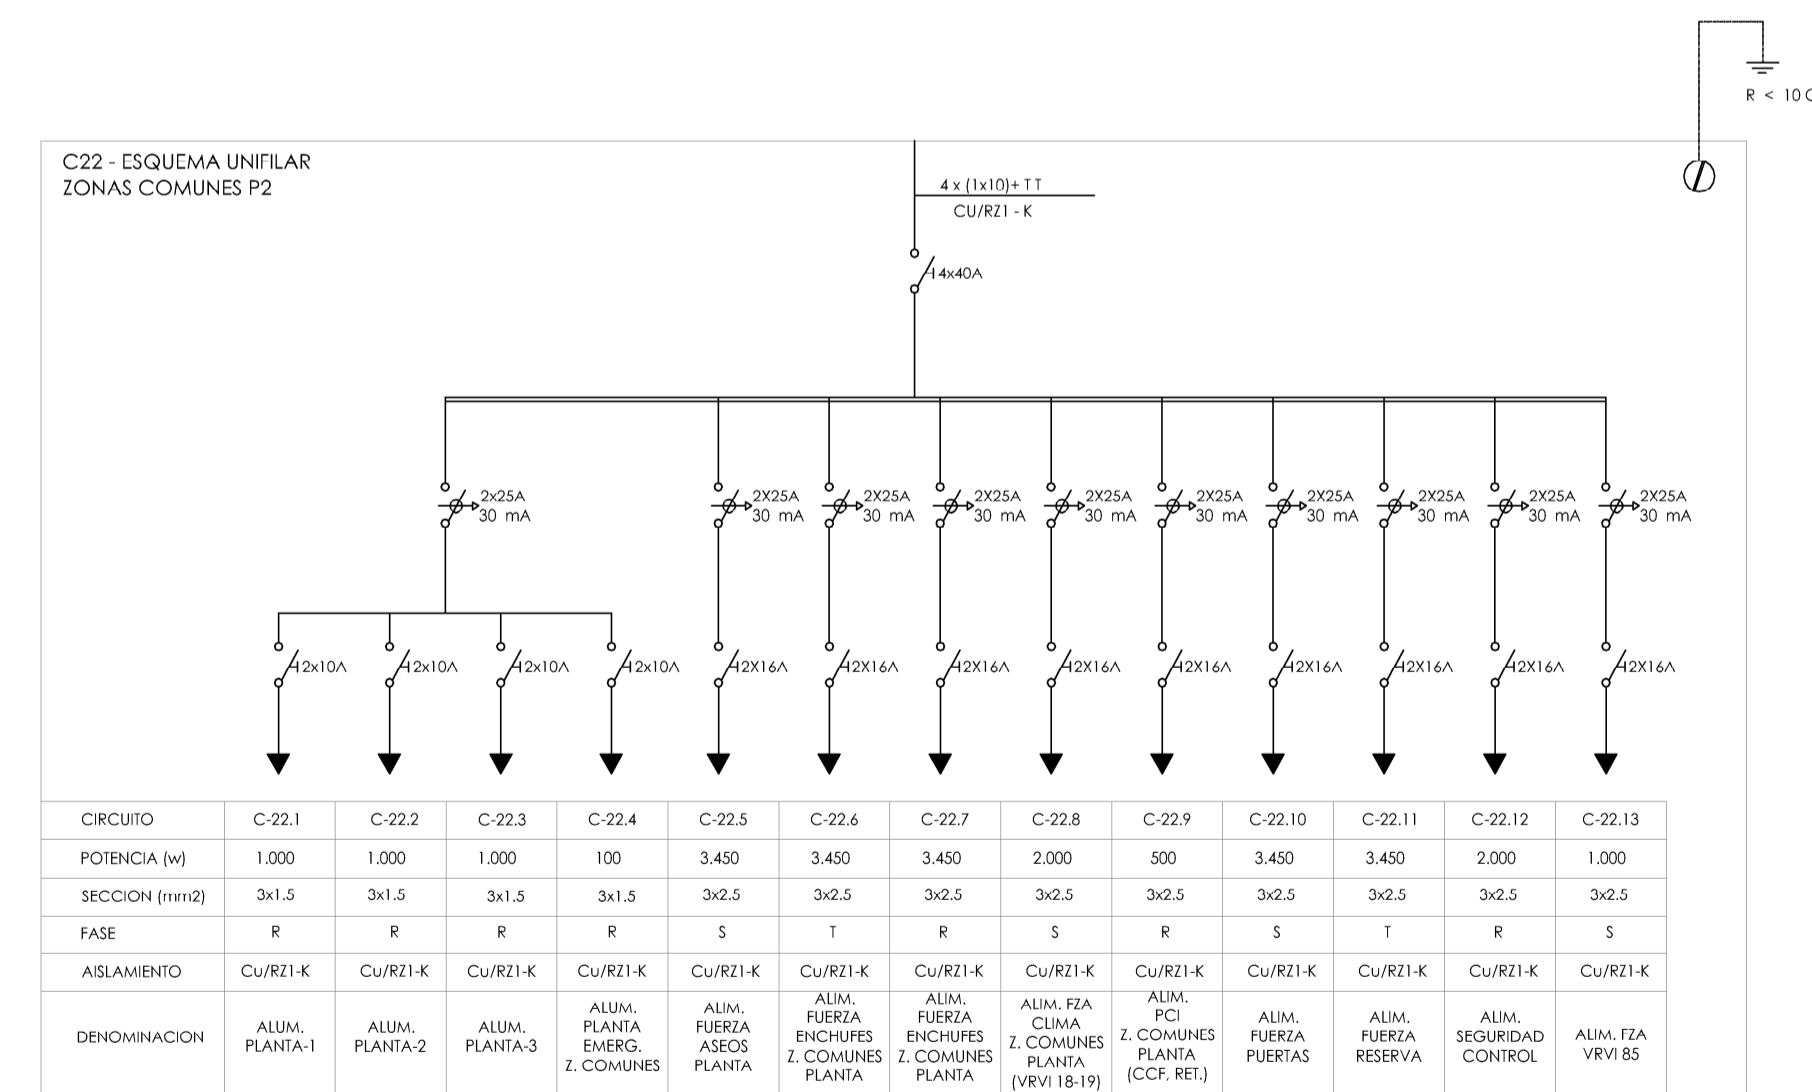 R < 10
C22 - ESQUEMA UNIFILAR
ZONAS COMUNES P2
4 x (1x10)+ TT
CU/RZ1 - K
4x40A
2x25A 2X25A 2X25A 2X25A 2X25A 2X25A 2X25A 2X25A 2X25A 2X25A
30 mA 30 mA 30 mA 30 mA 30 mA 30 mA 30 mA 30 mA 30 mA 30 mA
2x10A 2x10A 2x10A 2x10A 2X16A 2X16A 2X16A 2X16A 2X16A 2X16A 2X16A 2X16A 2X16A
CIRCUITO C-22.1 C-22.2 C-22.3 C-22.4 C-22.5 C-22.6 C-22.7 C-22.8 C-22.9 C-22.10 C-22.11 C-22.12 C-22.13
POTENCIA (w) 1.000 1.000 1.000 100 3.450 3.450 3.450 2.000 500 3.450 3.450 2.000 1.000
SECCION (mm2) 3x1.5 3x1.5 3x1.5 3x1.5 3x2.5 3x2.5 3x2.5 3x2.5 3x2.5 3x2.5 3x2.5 3x2.5 3x2.5
FASE R R R R S T R S R S T R S
AISLAMIENTO Cu/RZ1-K Cu/RZ1-K Cu/RZ1-K Cu/RZ1-K Cu/RZ1-K Cu/RZ1-K Cu/RZ1-K Cu/RZ1-K Cu/RZ1-K Cu/RZ1-K Cu/RZ1-K Cu/RZ1-K Cu/RZ1-K
DENOMINACION
ALUM.
PLANTA-1
ALUM.
PLANTA-2
ALUM.
PLANTA-3
ALUM.
PLANTA
EMERG.
Z. COMUNES
ALIM.
FUERZA
ASEOS
PLANTA
ALIM.
FUERZA
ENCHUFES
Z. COMUNES
PLANTA
ALIM.
FUERZA
ENCHUFES
Z. COMUNES
PLANTA
ALIM. FZA
CLIMA
Z. COMUNES
PLANTA
(VRVI 18-19)
ALIM.
PCI
Z. COMUNES
PLANTA
(CCF, RET.)
ALIM.
FUERZA
PUERTAS
ALIM.
FUERZA
RESERVA
ALIM.
SEGURIDAD
CONTROL
ALIM. FZA
VRVI 85